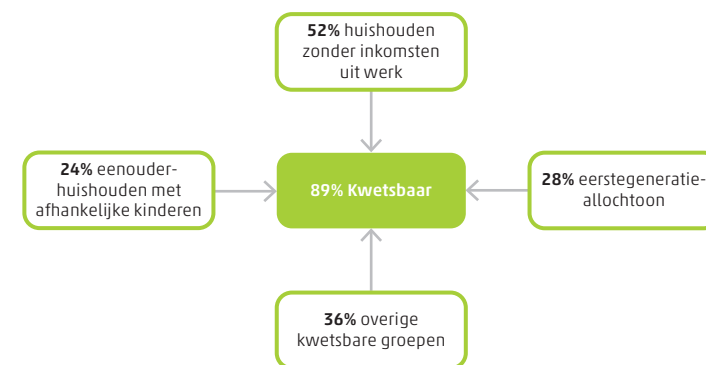 52% huishouden
zonder inkomsten
uit werk
24% eenouder-
huishouden met
afhankelijke kinderen
89% Kwetsbaar
28% eerstegeneratie-
allochtoon
36% overige
kwetsbare groepen